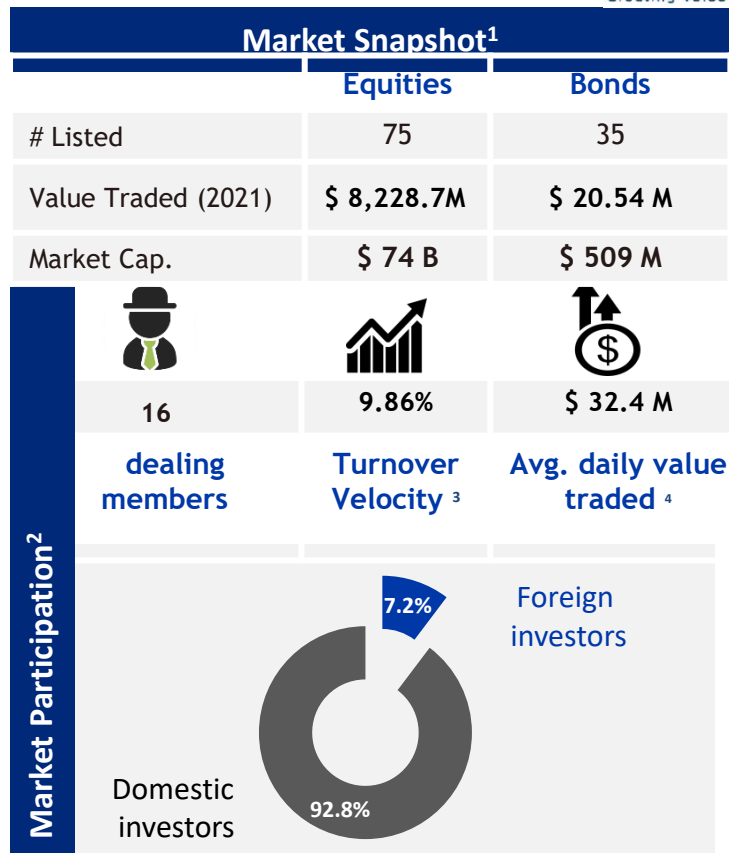 Market Snapshot1
Equities Bonds
# Listed 75 35
Value Traded (2021) $ 8,228.7M $ 20.54 M
Market Cap. $ 74 B $ 509 M
Market Participation2
$
16 9.86% $ 32.4 M
dealing
members
Turnover
Velocity 3
Avg. daily value
traded 4
7.2%
Foreign
investors
Domestic
investors
92.8%